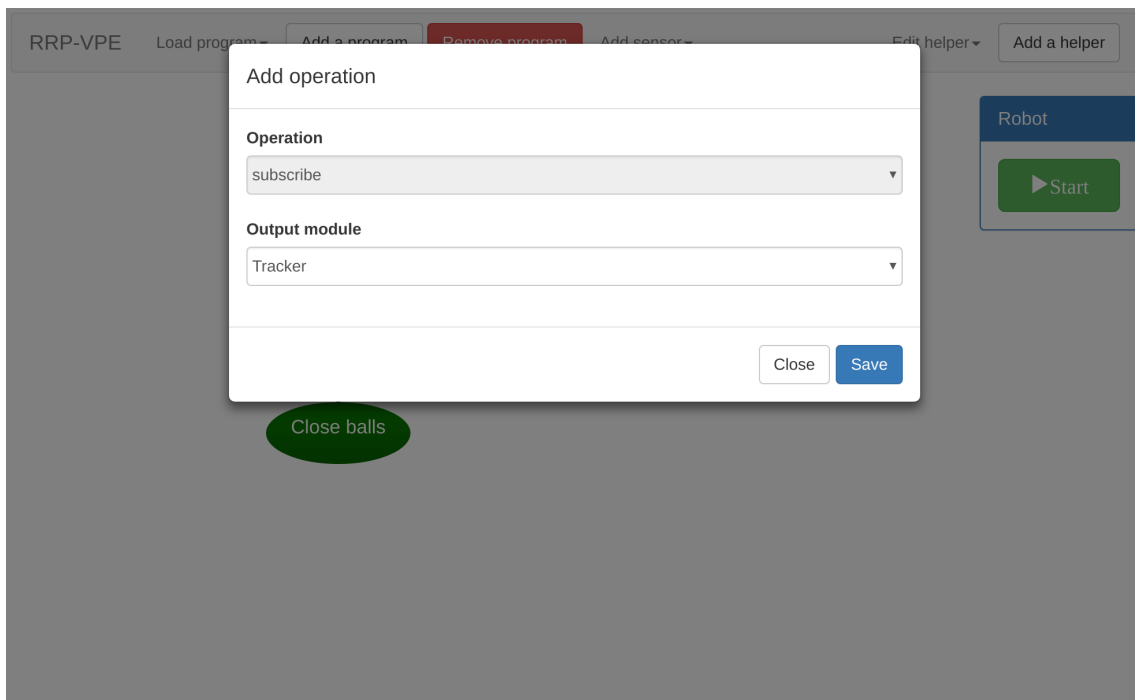 RRP-VPE Load program Add a program Remove program Add sensor Edit helper Add a helper
Add operation
Robot
Operation
subscribe
Start
Output module
Tracker
Close Save
Close balls